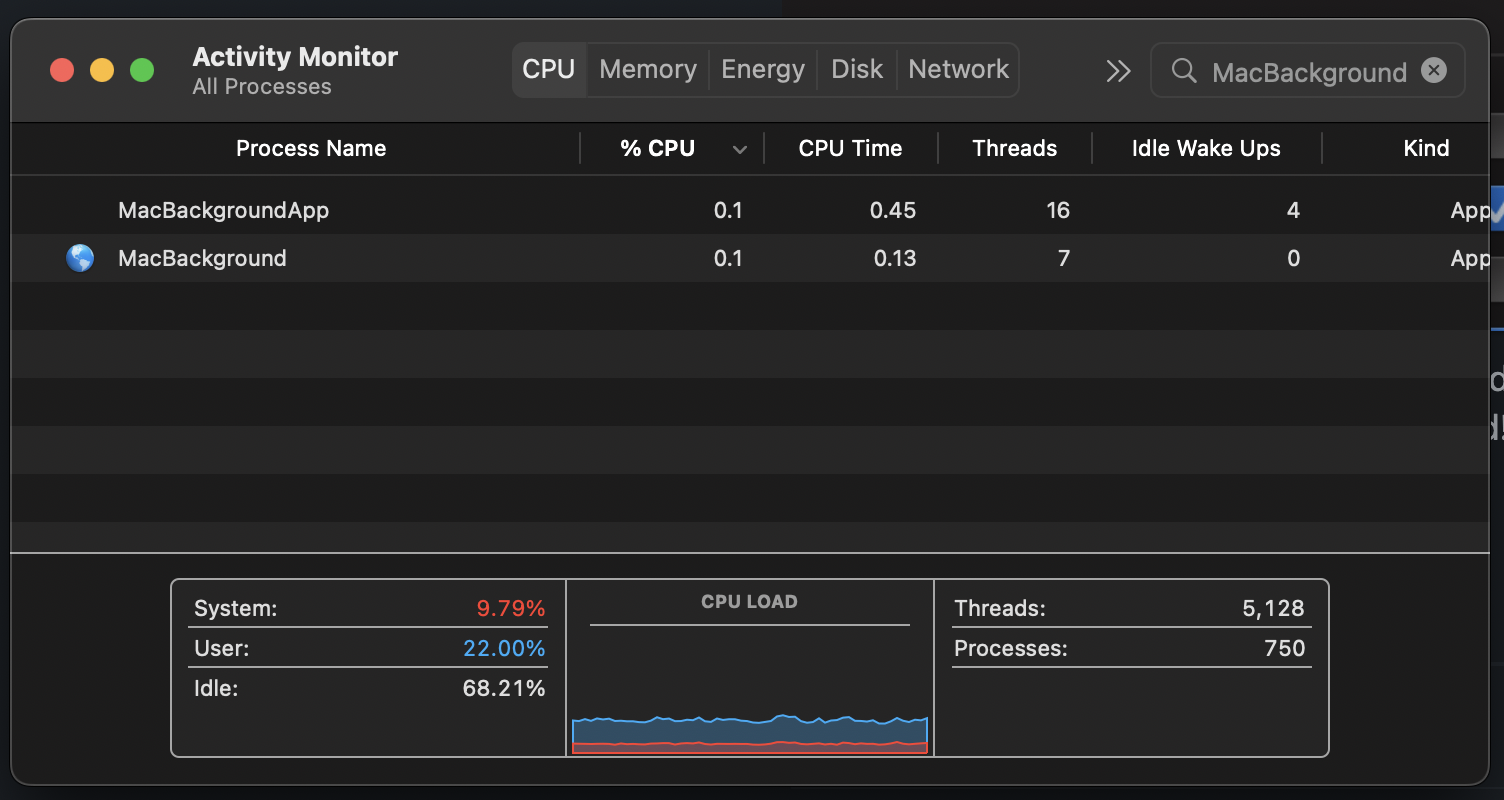 Activity Monitor
All Processes
CPU Memory Energy Disk Network
MacBackground
Process Name % CPU CPU Time Threads Idle Wake Ups Kind
MacBackgroundApp 0.1 0.45 16 4 App
MacBackground 0.1 0.13 7 0 App
System: 9.79%
User: 22.00%
Idle: 68.21%
CPU LOAD
Threads: 5,128
Processes: 750